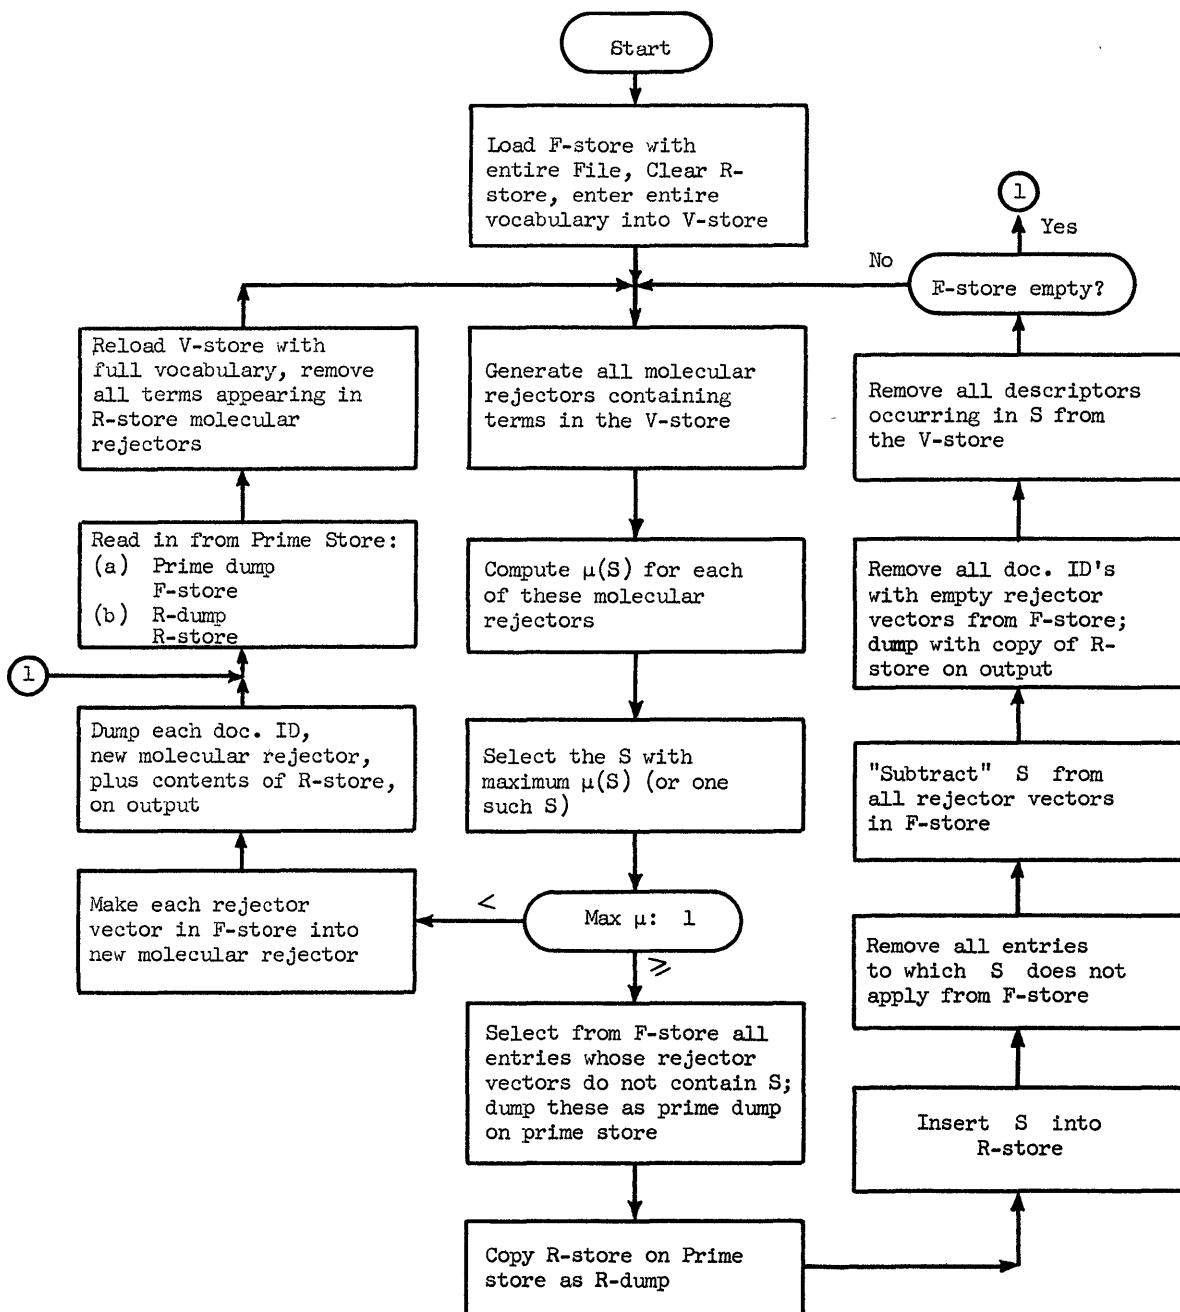 Start
Load F-store with
entire File, Clear R-
store, enter entire
vocabulary into V-store
1
Yes
No
F-store empty?
Reload V-store with
full vocabulary, remove
all terms appearing in
R-store molecular
rejectors
Generate all molecular
rejectors containing
terms in the V-store
Remove all descriptors
occurring in S from
the V-store
Read in from Prime Store:
(a) Prime dump
F-store
(b) R-dump
R-store
Compute μ(S) for each
of these molecular
rejectors
Remove all doc. ID's
with empty rejector
vectors from F-store;
dump with copy of R-
store on output
1
Dump each doc. ID,
new molecular rejector,
plus contents of R-store,
on output
Select the S with
maximum μ(S) (or one
such S)
"Subtract" S from
all rejector vectors
in F-store
Make each rejector
vector in F-store into
new molecular rejector
<
Max μ: 1
≥
Remove all entries
to which S does not
apply from F-store
Select from F-store all
entries whose rejector
vectors do not contain S;
dump these as prime dump
on prime store
Insert S into
R-store
Copy R-store on Prime
store as R-dump